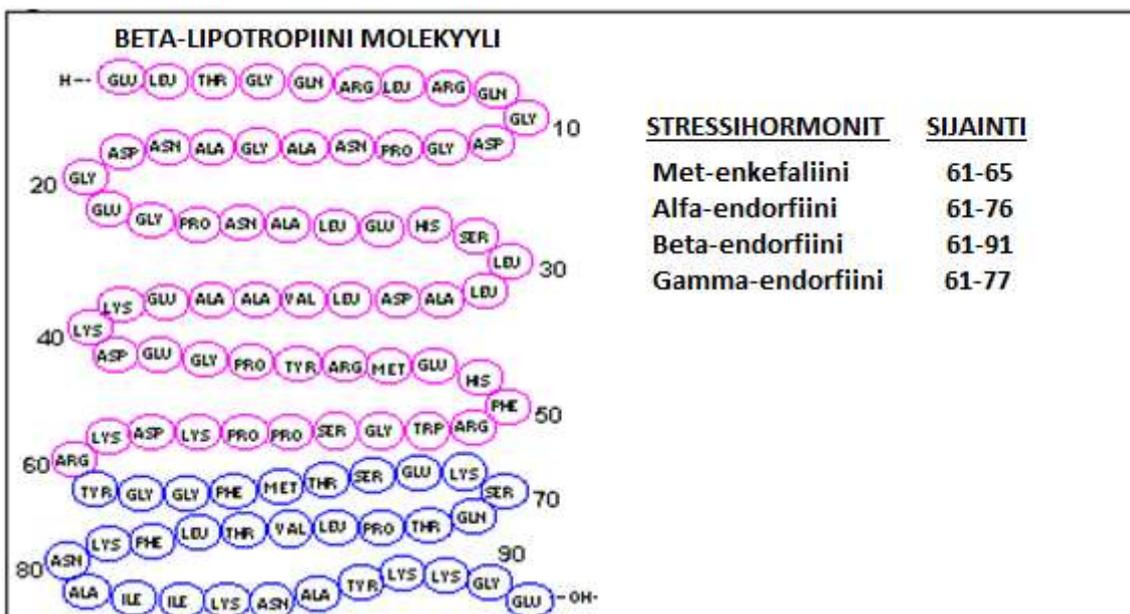 BETA-LIPOTROPIINI MOLEKYYLI
H-- GLU LEU THR GLY GLN ARG LEU ARG GLN
GLY 10
ASP ASN ALA GLY ALA ASN PRO GLY ASP
20 GLY
GLU GLY PRO ASN ALA LEU GLU HIS SER
LEU 30
LYS GLU ALA ALA VAL LEU ASP ALA LEU
40 LYS
ASP GLU GLY PRO TYR ARG MET GLU HIS
PHE 50
LYS ASP LYS PRO PRO SER GLY TRP ARG
60 ARG
TYR GLY GLY PHE MET THR SER GLU LYS
SER 70
LYS PHE LEU THR VAL LEU PRO THR GLN
80 ASN
90
ALA ILE ILE LYS ASN ALA TYR LYS LYS GLY GLU -OH-
STRESSIHORMONIT SIJAINTI
Met-enkefaliini 61-65
Alfa-endorfiini 61-76
Beta-endorfiini 61-91
Gamma-endorfiini 61-77